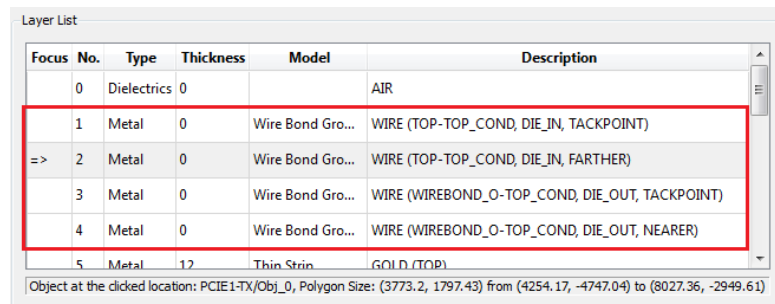 Layer List
Focus No. Type Thickness Model Description
0 Dielectrics 0 AIR
1 Metal 0 Wire Bond Gro... WIRE (TOP-TOP_COND, DIE_IN, TACKPOINT)
=> 2 Metal 0 Wire Bond Gro... WIRE (TOP-TOP_COND, DIE_IN, FARTHER)
3 Metal 0 Wire Bond Gro... WIRE (WIREBOND_O-TOP_COND, DIE_OUT, TACKPOINT)
4 Metal 0 Wire Bond Gro... WIRE (WIREBOND_O-TOP_COND, DIE_OUT, NEARER)
5 Metal 12 Thin Strip GOLD (TOP)
Object at the clicked location: PCIE1-TX/Obj_0, Polygon Size: (3773.2, 1797.43) from (4254.17, -4747.04) to (8027.36, -2949.61)